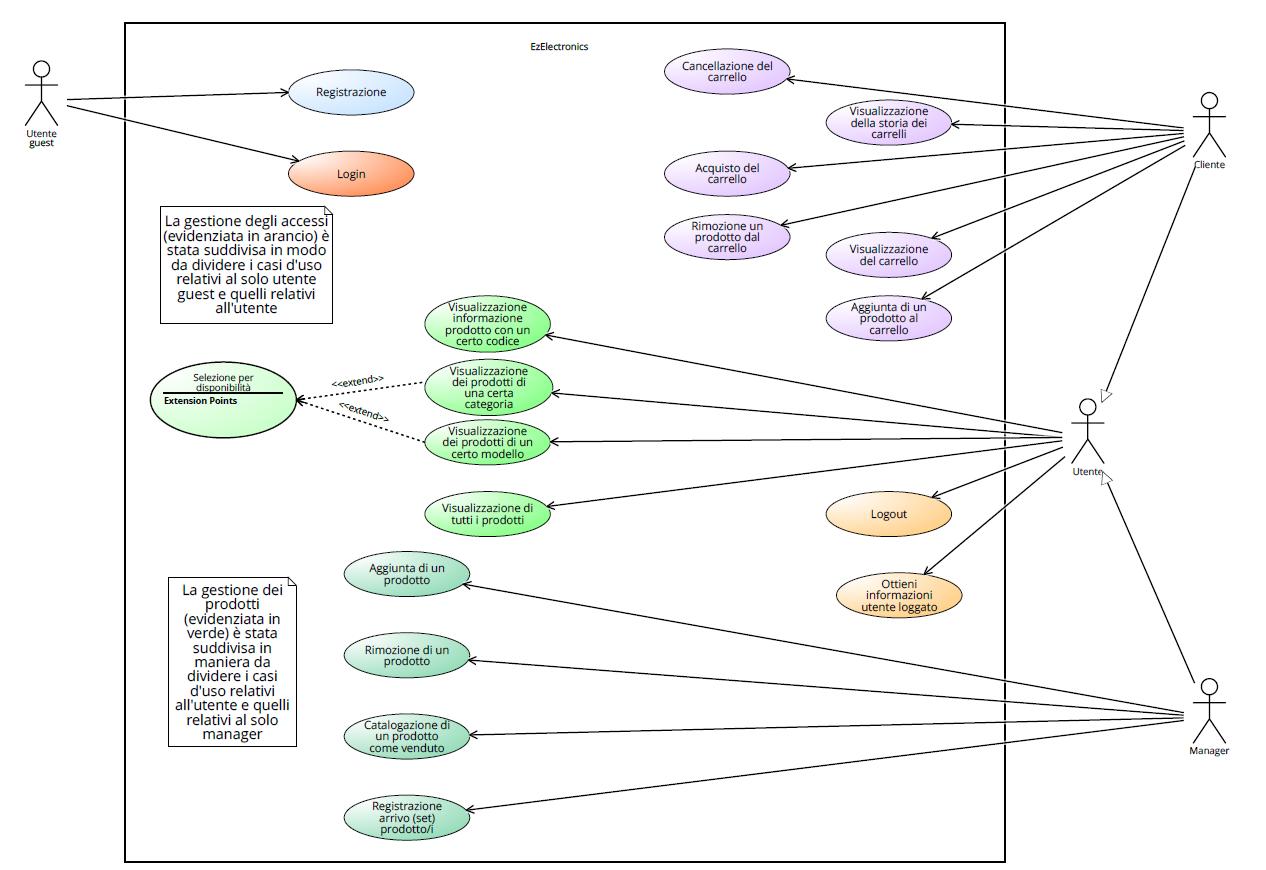 EzElectronics
Utente
guest
Registrazione
Login
Cancellazione del
carrello
Visualizzazione
della storia dei
carrelli
Acquisto del
carrello
Rimozione un
prodotto dal
carrello
Visualizzazione
del carrello
Aggiunta di un
prodotto al
carrello
Cliente
La gestione degli accessi
(evidenziata in arancio) è
stata suddivisa in modo
da dividere i casi d'uso
relativi al solo utente
guest e quelli relativi
all'utente
Visualizzazione
informazione
prodotto con un
certo codice
Selezione per
disponibilità
Extension Points
<<extend>>
<<extend>>
Visualizzazione
dei prodotti di
una certa
categoria
Visualizzazione
dei prodotti di un
certo modello
Visualizzazione di
tutti i prodotti
Utente
Logout
Ottieni
informazioni
utente loggato
La gestione dei
prodotti
(evidenziata in
verde) è stata
suddivisa in
maniera da
dividere i casi
d'uso relativi
all'utente e quelli
relativi al solo
manager
Aggiunta di un
prodotto
Rimozione di un
prodotto
Catalogazione di
un prodotto
come venduto
Registrazione
arrivo (set)
prodotto/i
Manager